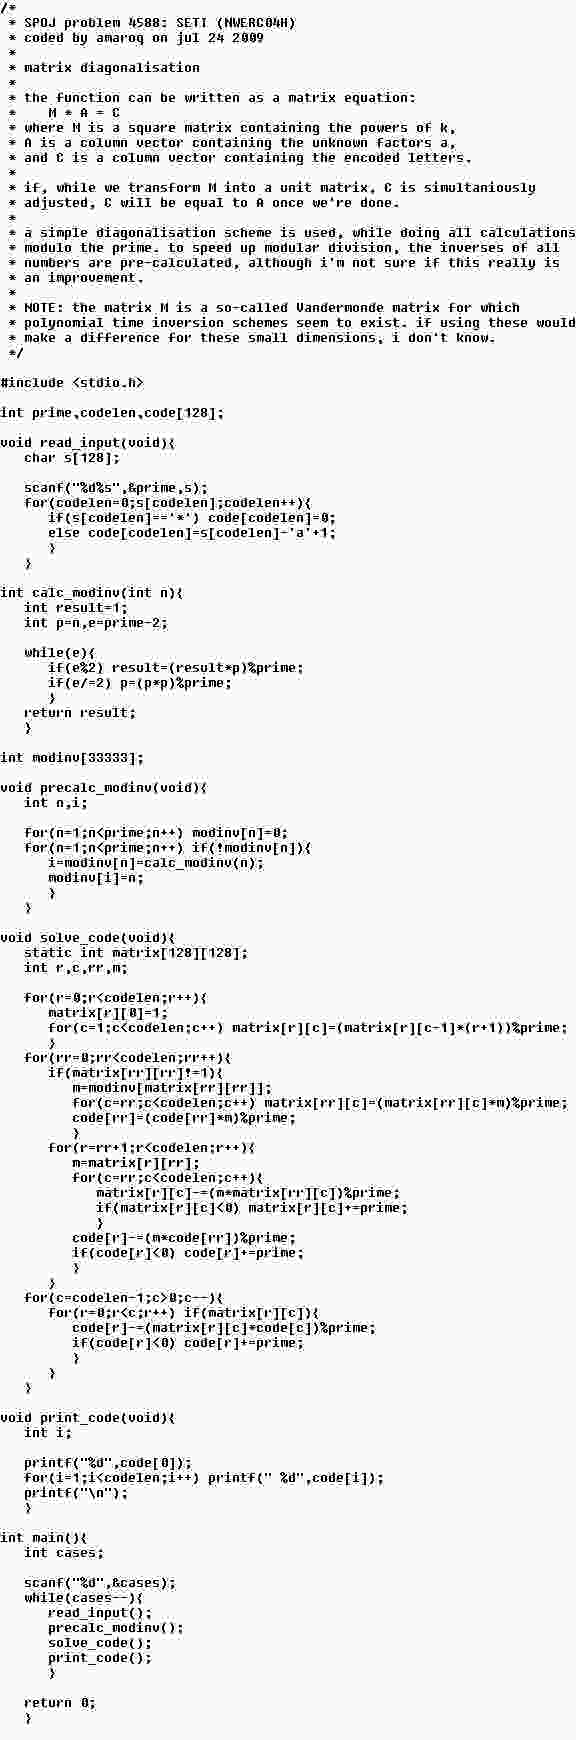 /*
 * SPOJ problem 4588: SETI (NWERC04H)
 * coded by amaroq on jul 24 2009
 *
 * matrix diagonalisation
 *
 * the function can be written as a matrix equation:
 *    M * A = C
 * where M is a square matrix containing the powers of k,
 * A is a column vector containing the unknown factors a,
 * and C is a column vector containing the encoded letters.
 *
 * if, while we transform M into a unit matrix, C is simultaniously
 * adjusted, C will be equal to A once we're done.
 *
 * a simple diagonalisation scheme is used, while doing all calculations
 * modulo the prime. to speed up modular division, the inverses of all
 * numbers are pre-calculated, although i'm not sure if this really is
 * an improvement.
 *
 * NOTE: the matrix M is a so-called Vandermonde matrix for which
 * polynomial time inversion schemes seem to exist. if using these would
 * make a difference for these small dimensions, i don't know.
 */

#include <stdio.h>

int prime,codelen,code[128];

void read_input(void){
   char s[128];

   scanf("%d%s",&prime,s);
   for(codelen=0;s[codelen];codelen++){
      if(s[codelen]=='*') code[codelen]=0;
      else code[codelen]=s[codelen]-'a'+1;
      }
   }

int calc_modinv(int n){
   int result=1;
   int p=n,e=prime-2;

   while(e){
      if(e%2) result=(result*p)%prime;
      if(e/=2) p=(p*p)%prime;
      }
   return result;
   }

int modinv[33333];

void precalc_modinv(void){
   int n,i;

   for(n=1;n<prime;n++) modinv[n]=0;
   for(n=1;n<prime;n++) if(!modinv[n]){
      i=modinv[n]=calc_modinv(n);
      modinv[i]=n;
      }
   }

void solve_code(void){
   static int matrix[128][128];
   int r,c,rr,m;

   for(r=0;r<codelen;r++){
      matrix[r][0]=1;
      for(c=1;c<codelen;c++) matrix[r][c]=(matrix[r][c-1]*(r+1))%prime;
      }
   for(rr=0;rr<codelen;rr++){
      if(matrix[rr][rr]!=1){
         m=modinv[matrix[rr][rr]];
         for(c=rr;c<codelen;c++) matrix[rr][c]=(matrix[rr][c]*m)%prime;
         code[rr]=(code[rr]*m)%prime;
         }
      for(r=rr+1;r<codelen;r++){
         m=matrix[r][rr];
         for(c=rr;c<codelen;c++){
            matrix[r][c]-=(m*matrix[rr][c])%prime;
            if(matrix[r][c]<0) matrix[r][c]+=prime;
            }
         code[r]-=(m*code[rr])%prime;
         if(code[r]<0) code[r]+=prime;
         }
      }
   for(c=codelen-1;c>0;c--){
      for(r=0;r<c;r++) if(matrix[r][c]){
         code[r]-=(matrix[r][c]*code[c])%prime;
         if(code[r]<0) code[r]+=prime;
         }
      }
   }

void print_code(void){
   int i;

   printf("%d",code[0]);
   for(i=1;i<codelen;i++) printf(" %d",code[i]);
   printf("\n");
   }

int main(){
   int cases;

   scanf("%d",&cases);
   while(cases--){
      read_input();
      precalc_modinv();
      solve_code();
      print_code();
      }

   return 0;
   }